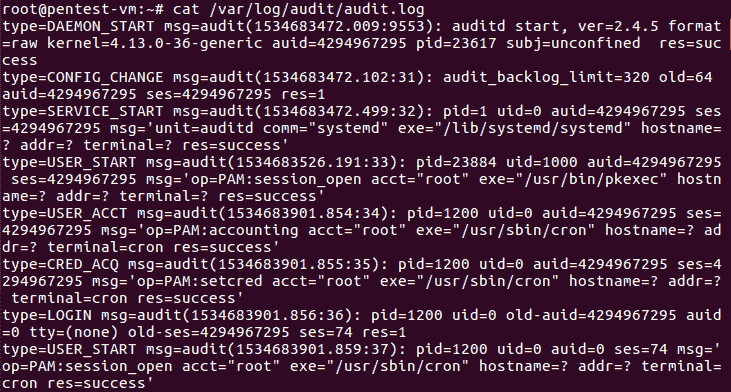 root@pentest-vm:~# cat /var/log/audit/audit.log
type=DAEMON_START msg=audit(1534683472.009:9553): auditd start, ver=2.4.5 format
=raw kernel=4.13.0-36-generic auid=4294967295 pid=23617 subj=unconfined  res=suc
cess
type=CONFIG_CHANGE msg=audit(1534683472.102:31): audit_backlog_limit=320 old=64
auid=4294967295 ses=4294967295 res=1
type=SERVICE_START msg=audit(1534683472.499:32): pid=1 uid=0 auid=4294967295 ses
=4294967295 msg='unit=auditd comm="systemd" exe="/lib/systemd/systemd" hostname=
? addr=? terminal=? res=success'
type=USER_START msg=audit(1534683526.191:33): pid=23884 uid=1000 auid=4294967295
 ses=4294967295 msg='op=PAM:session_open acct="root" exe="/usr/bin/pkexec" hostn
ame=? addr=? terminal=? res=success'
type=USER_ACCT msg=audit(1534683901.854:34): pid=1200 uid=0 auid=4294967295 ses=
4294967295 msg='op=PAM:accounting acct="root" exe="/usr/sbin/cron" hostname=? ad
dr=? terminal=cron res=success'
type=CRED_ACQ msg=audit(1534683901.855:35): pid=1200 uid=0 auid=4294967295 ses=4
294967295 msg='op=PAM:setcred acct="root" exe="/usr/sbin/cron" hostname=? addr=?
 terminal=cron res=success'
type=LOGIN msg=audit(1534683901.856:36): pid=1200 uid=0 old-auid=4294967295 auid
=0 tty=(none) old-ses=4294967295 ses=74 res=1
type=USER_START msg=audit(1534683901.859:37): pid=1200 uid=0 auid=0 ses=74 msg='
op=PAM:session_open acct="root" exe="/usr/sbin/cron" hostname=? addr=? terminal=
cron res=success'